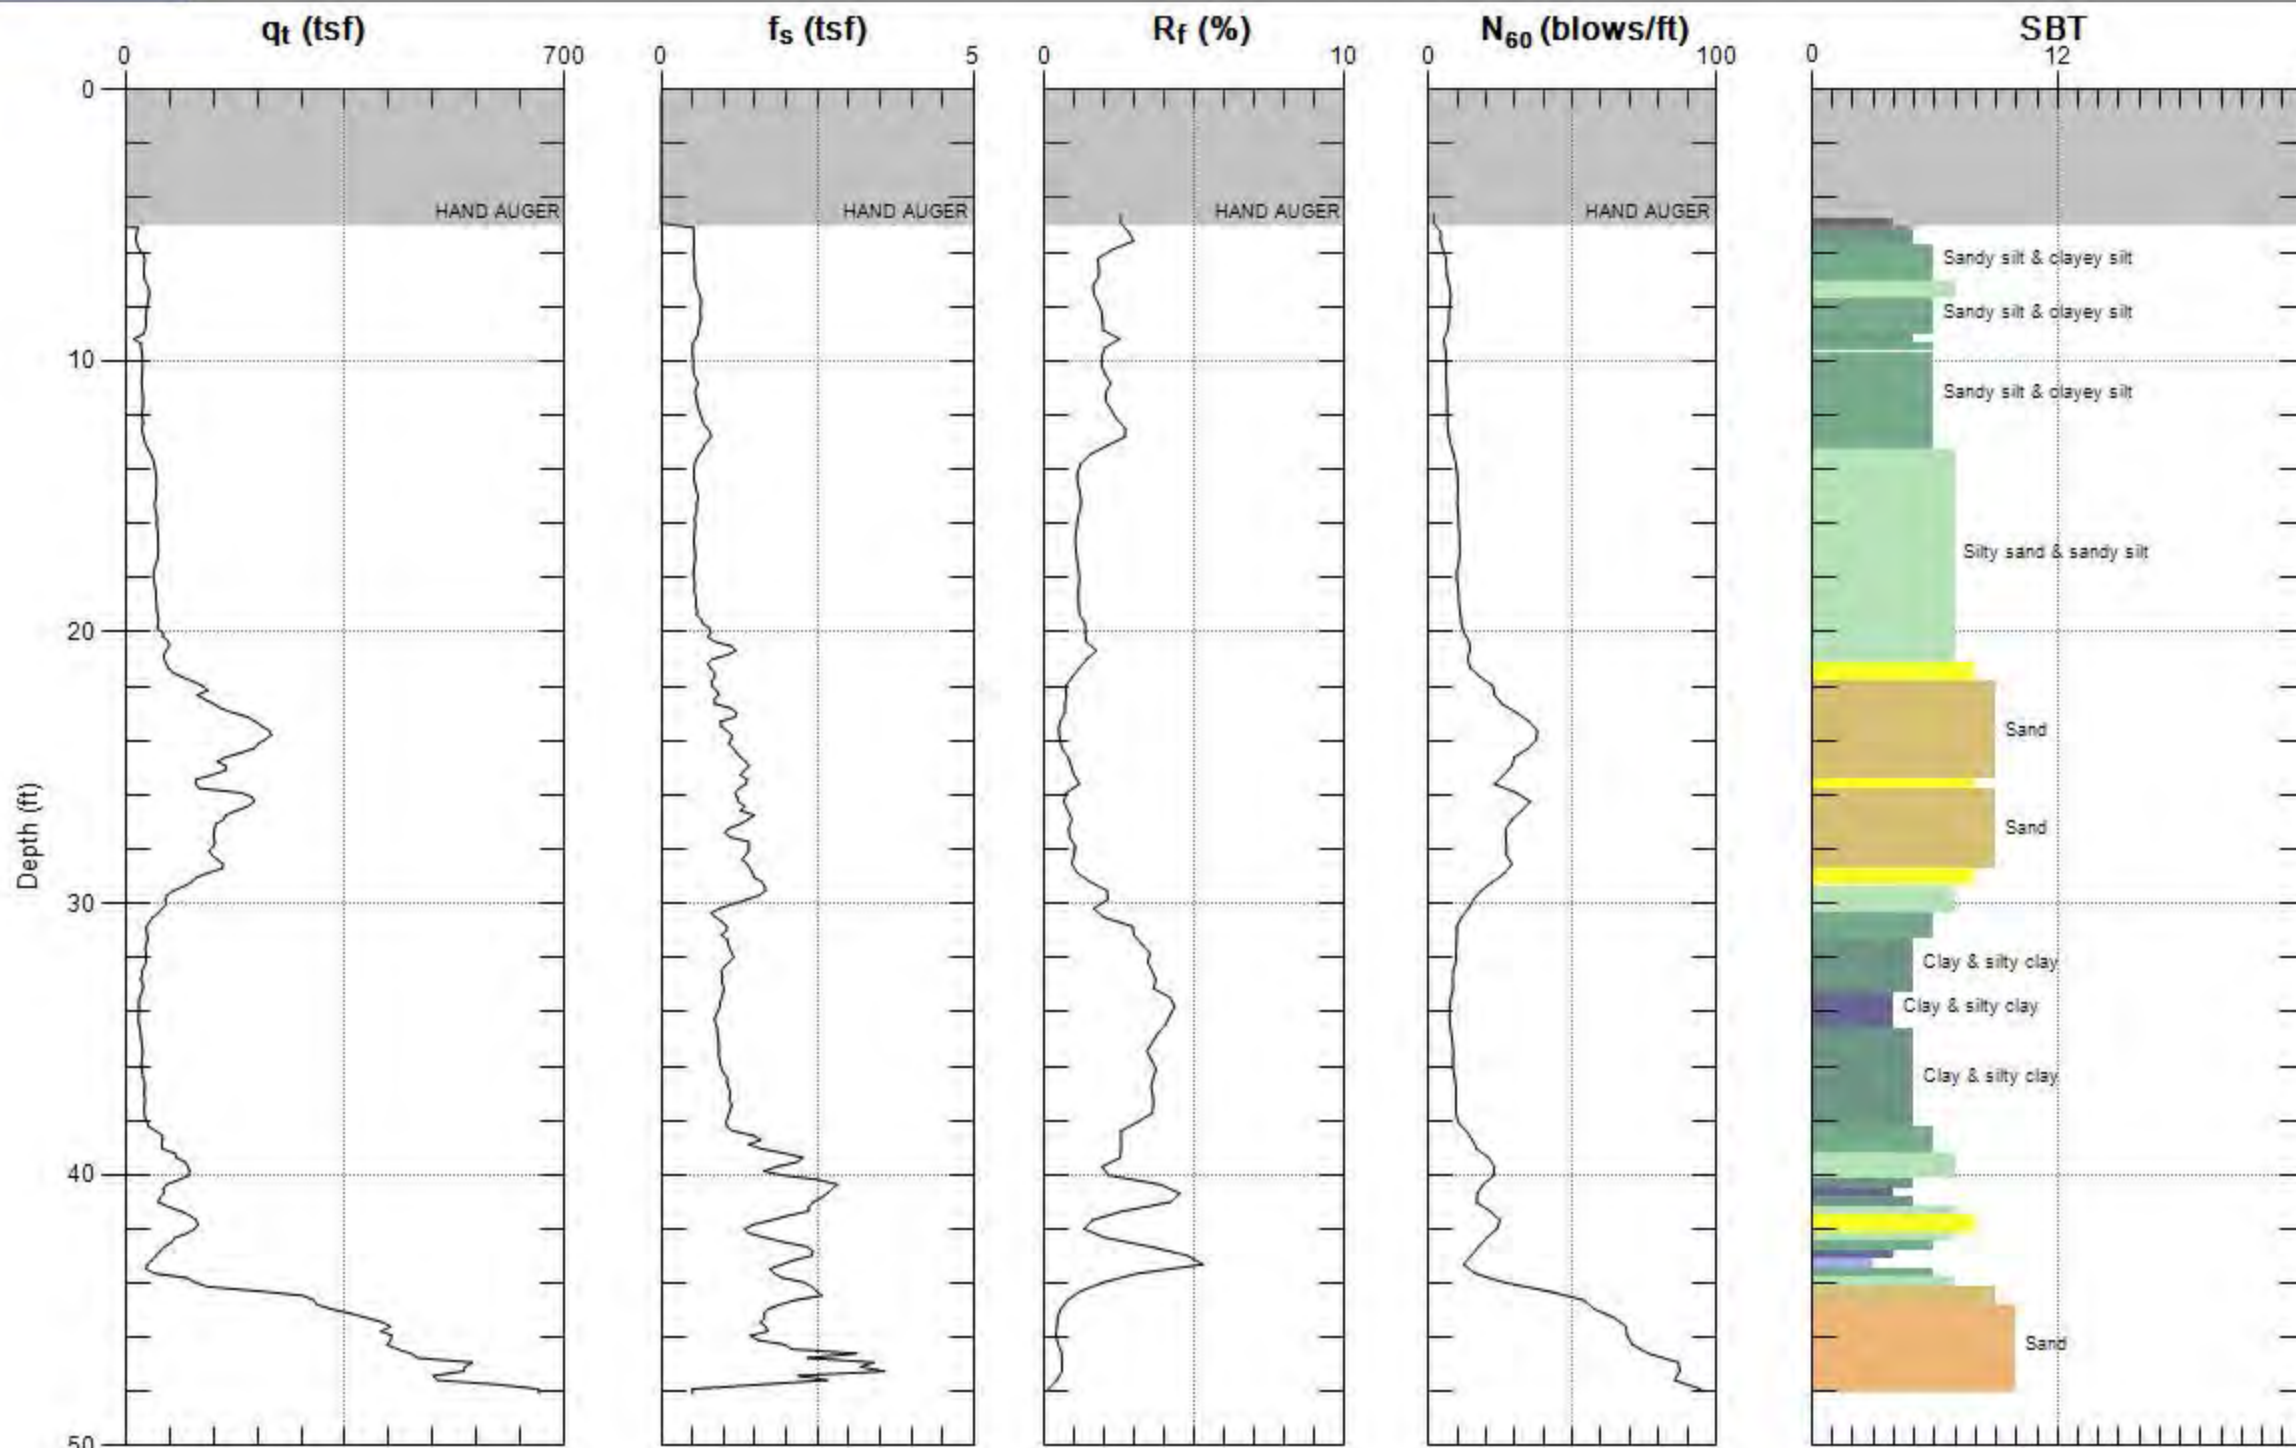 qt (tsf) fs (tsf) Rf (%) N60 (blows/ft) SBT
0 700 0 5 0 10 0 100 0 12
0
HAND AUGER HAND AUGER HAND AUGER HAND AUGER
Sandy silt & clayey silt
Sandy silt & clayey silt
10
Sandy silt & clayey silt
Silty sand & sandy silt
20
Sand
Sand
Depth (ft)
30
Clay & silty clay
Clay & silty clay
Clay & silty clay
40
Sand
50